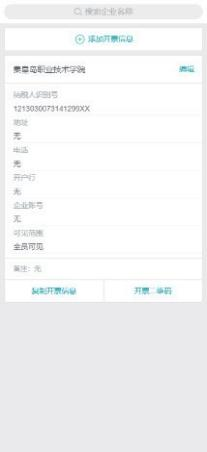 搜索企业名称
添加开票信息
秦皇岛职业技术学院
编辑
纳税人识别号
1213030073141299XX
地址
无
电话
无
开户行
无
企业账号
无
可见范围
全员可见
备注：无
复制开票信息
开票二维码